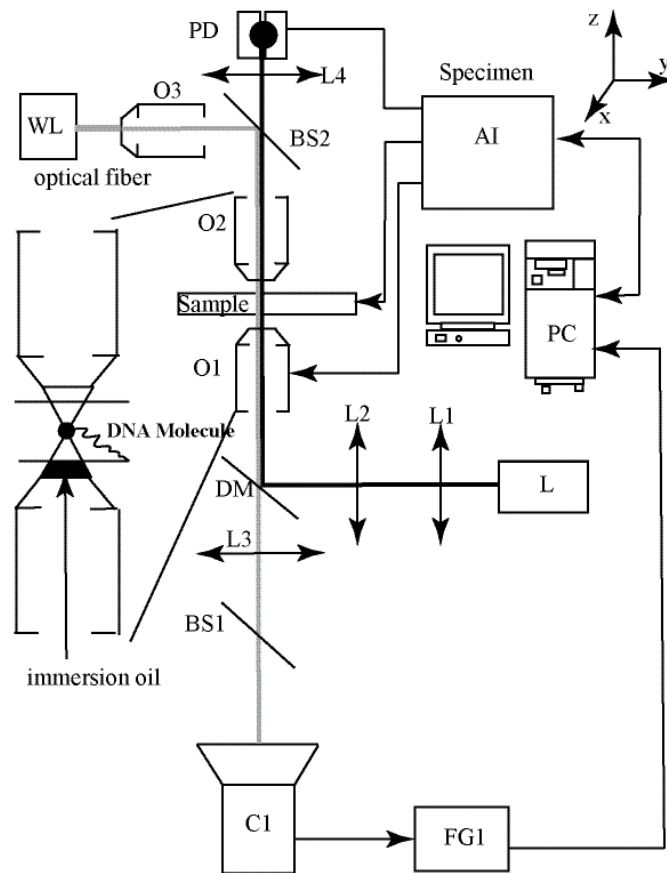 PD
z
y
x
L4
Specimen
O3
WL
BS2
AI
optical fiber
O2
Sample
PC
O1
L2
L1
DNA Molecule
DM
L
L3
BS1
immersion oil
C1
FG1